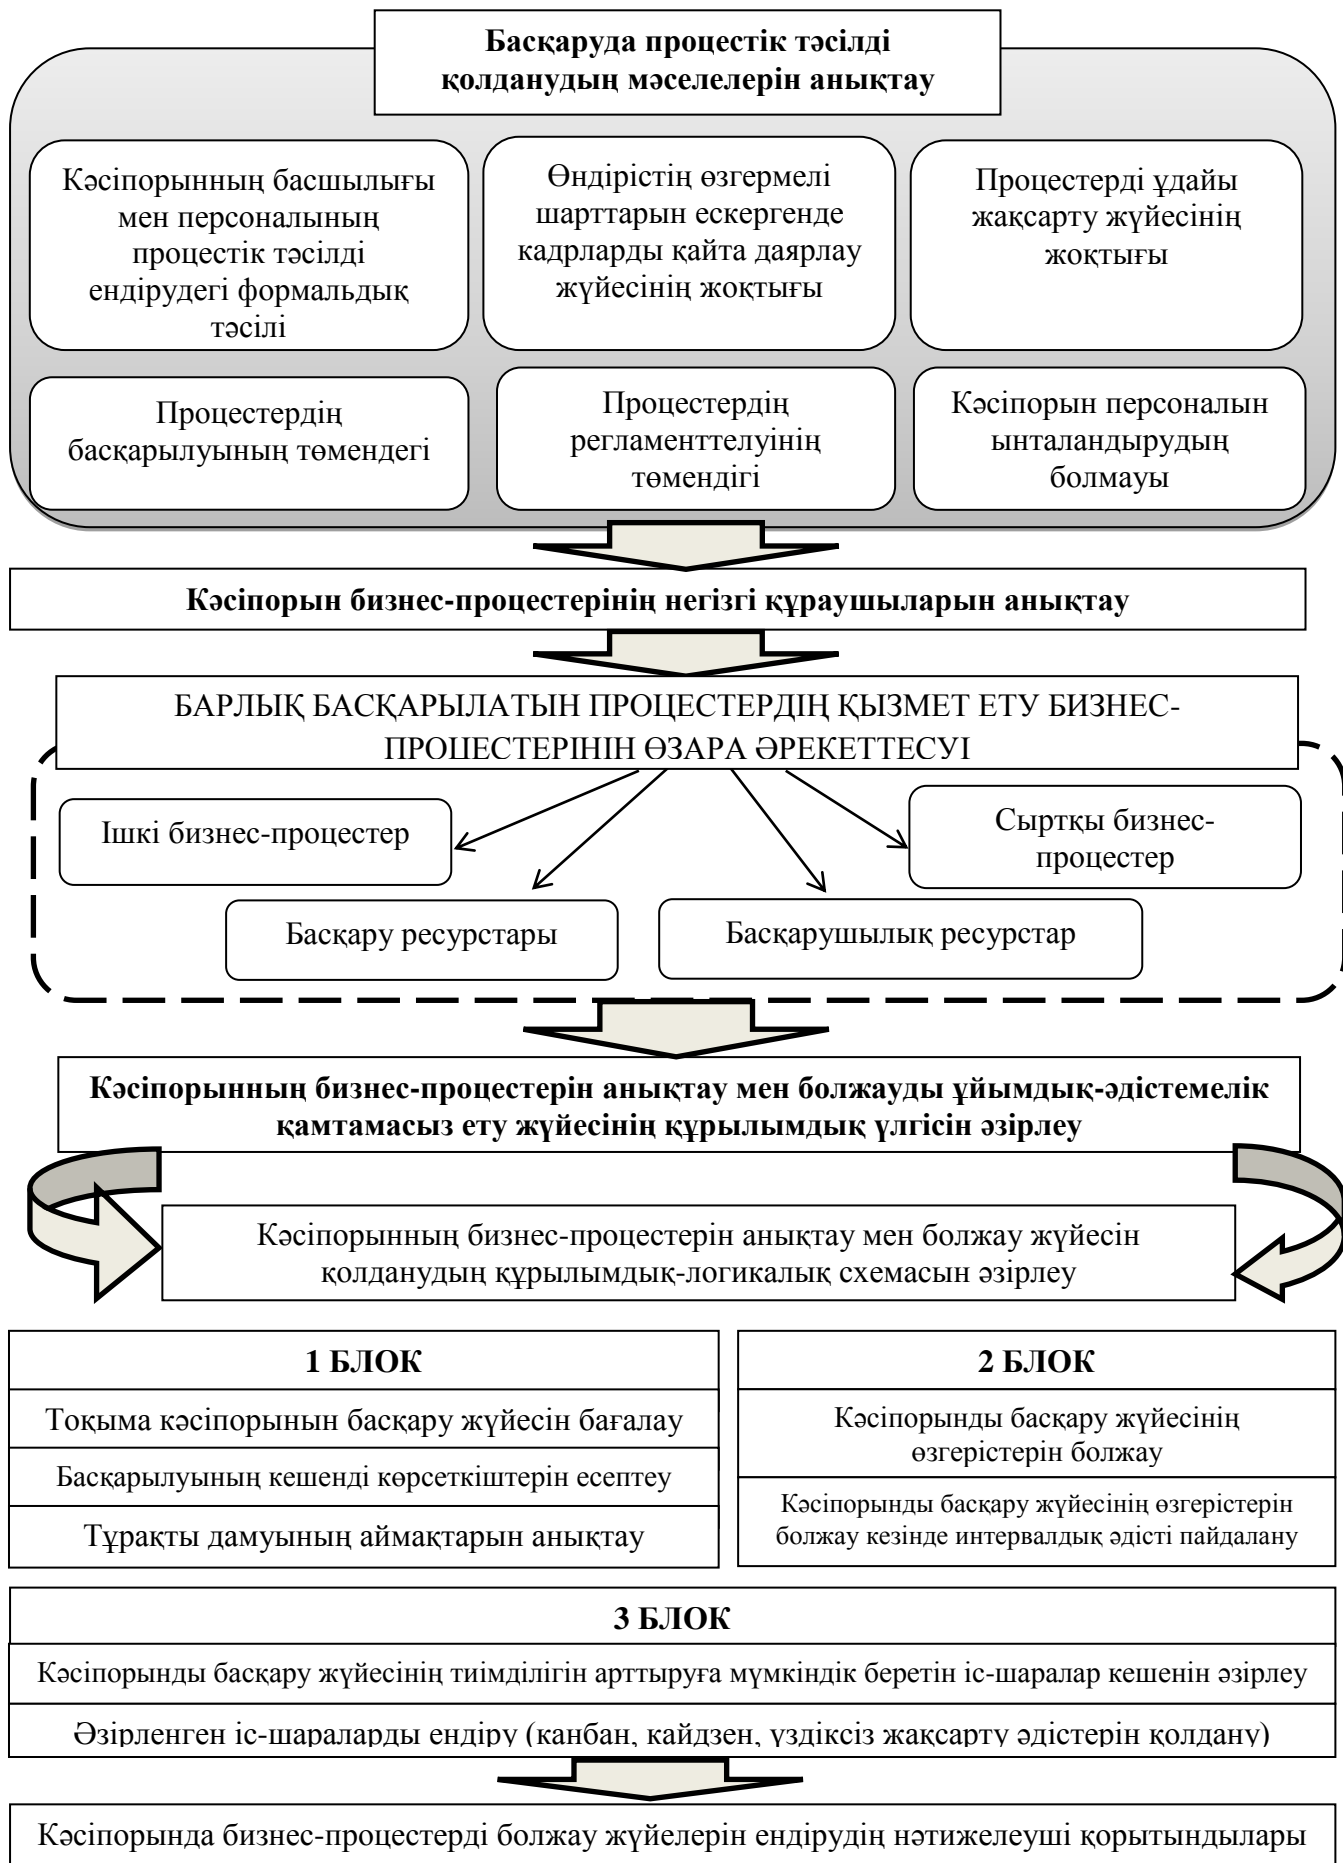 Басқаруда процестік тәсілді
қолданудың мәселелерін анықтау
Кәсіпорынның басшылығы
мен персоналының
процестік тәсілді
ендірудегі формальдық
тәсілі
Өндірістің өзгермелі
шарттарын ескергенде
кадрларды қайта даярлау
жүйесінің жоқтығы
Процестерді ұдайы
жақсарту жүйесінің
жоқтығы
Процестердің
басқарылуының төмендегі
Процестердің
регламенттелуінің
төмендігі
Кәсіпорын персоналын
ынталандырудың
болмауы
Кәсіпорын бизнес-процестерінің негізгі құраушыларын анықтау
БАРЛЫҚ БАСҚАРЫЛАТЫН ПРОЦЕСТЕРДІҢ ҚЫЗМЕТ ЕТУ БИЗНЕС-
ПРОЦЕСТЕРІНІҢ ӨЗАРА ӘРЕКЕТТЕСУІ
Ішкі бизнес-процестер
Сыртқы бизнес-
процестер
Басқару ресурстары
Басқарушылық ресурстар
Кәсіпорынның бизнес-процестерін анықтау мен болжауды ұйымдық-әдістемелік
қамтамасыз ету жүйесінің құрылымдық үлгісін әзірлеу
Кәсіпорынның бизнес-процестерін анықтау мен болжау жүйесін
қолданудың құрылымдық-логикалық схемасын әзірлеу
1 БЛОК
Тоқыма кәсіпорынын басқару жүйесін бағалау
Басқарылуының кешенді көрсеткіштерін есептеу
Тұрақты дамуының аймақтарын анықтау
2 БЛОК
Кәсіпорынды басқару жүйесінің
өзгерістерін болжау
Кәсіпорынды басқару жүйесінің өзгерістерін
болжау кезінде интервалдық әдісті пайдалану
3 БЛОК
Кәсіпорынды басқару жүйесінің тиімділігін арттыруға мүмкіндік беретін іс-шаралар кешенін әзірлеу
Әзірленген іс-шараларды ендіру (канбан, кайдзен, үздіксіз жақсарту әдістерін қолдану)
Кәсіпорында бизнес-процестерді болжау жүйелерін ендірудің нәтижелеуші қорытындылары